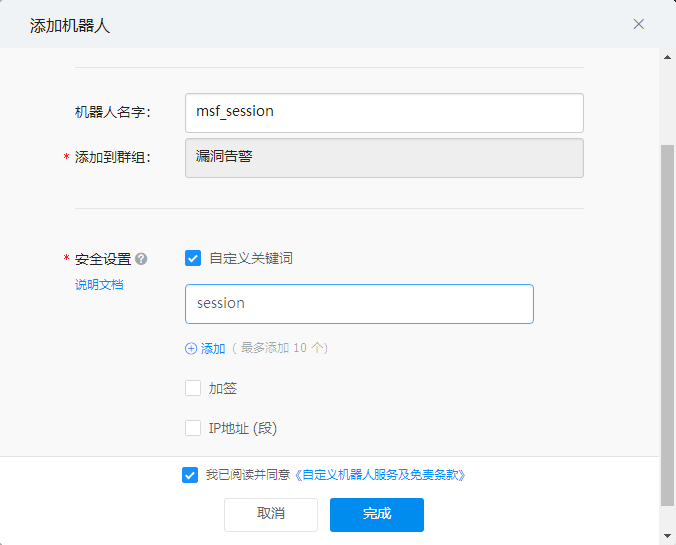 添加机器人
机器人名字:
msf_session
* 添加到群组:
漏洞告警
* 安全设置 ?
自定义关键词
说明文档
session
添加 ( 最多添加 10 个)
加签
IP地址 (段)
我已阅读并同意《自定义机器人服务及免责条款》
取消
完成